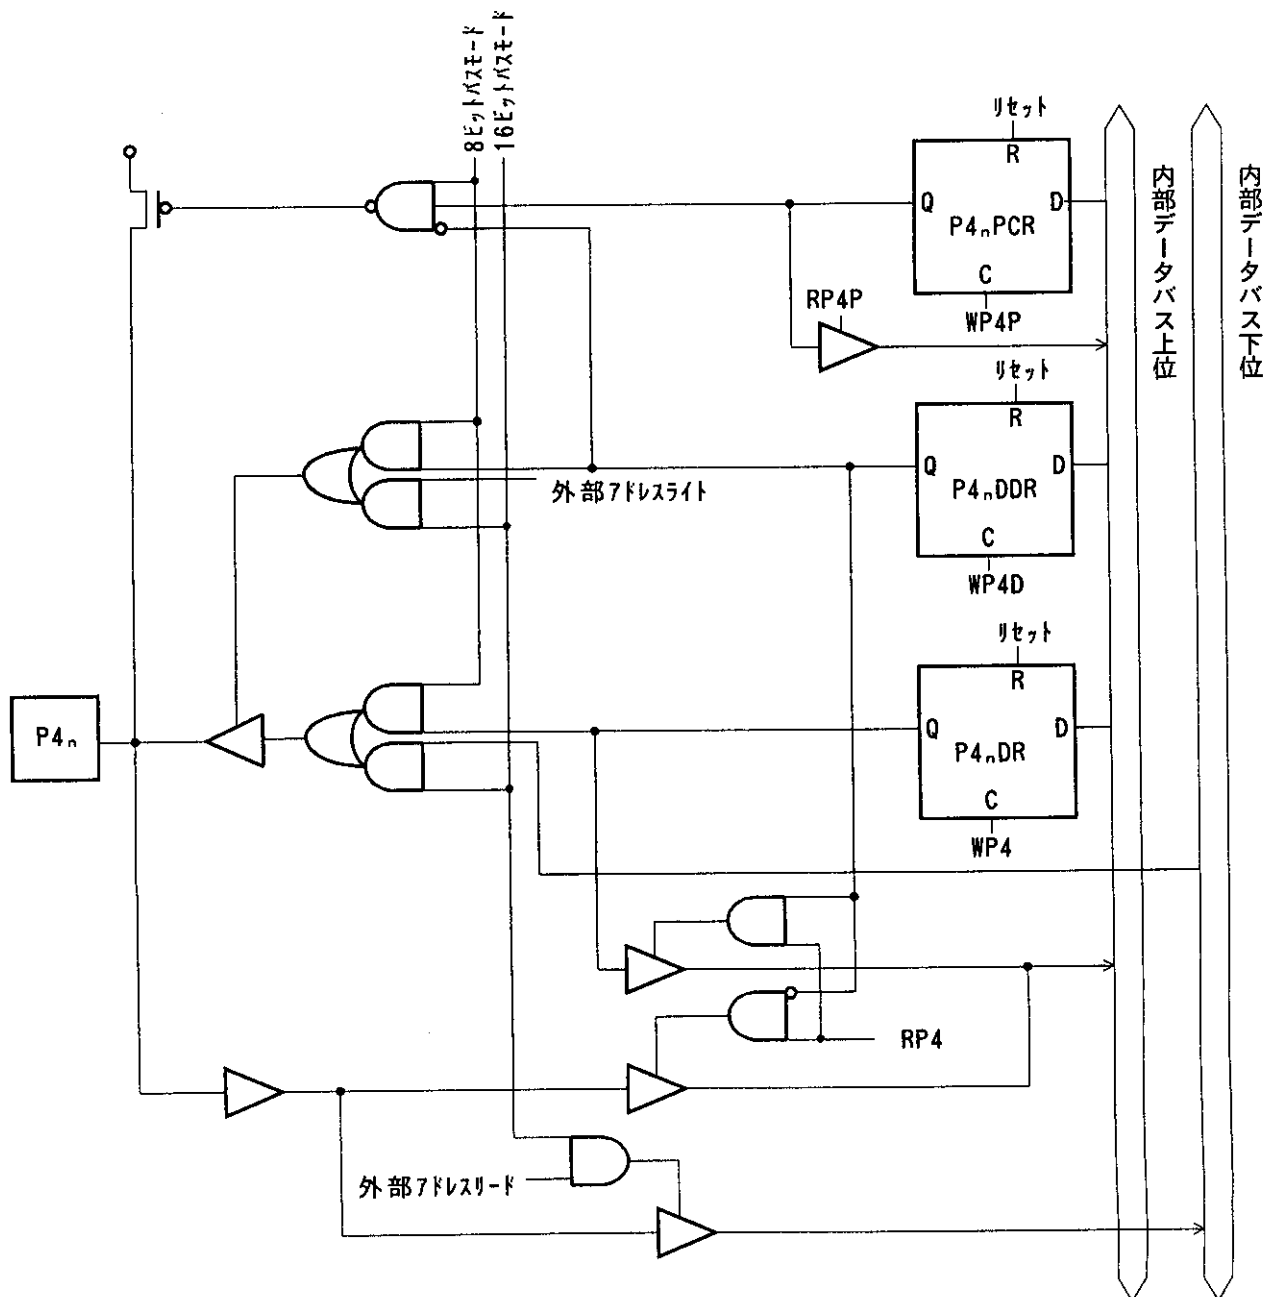 8ビットバスモード
16ビットバスモード
リセット
R
Q
D
P4nPCR
C
WP4P
RP4P
内部データバス上位
内部データバス下位
リセット
R
Q
D
P4nDDR
C
WP4D
外部アドレスライト
リセット
R
Q
D
P4nDR
C
WP4
P4n
RP4
外部アドレスリード